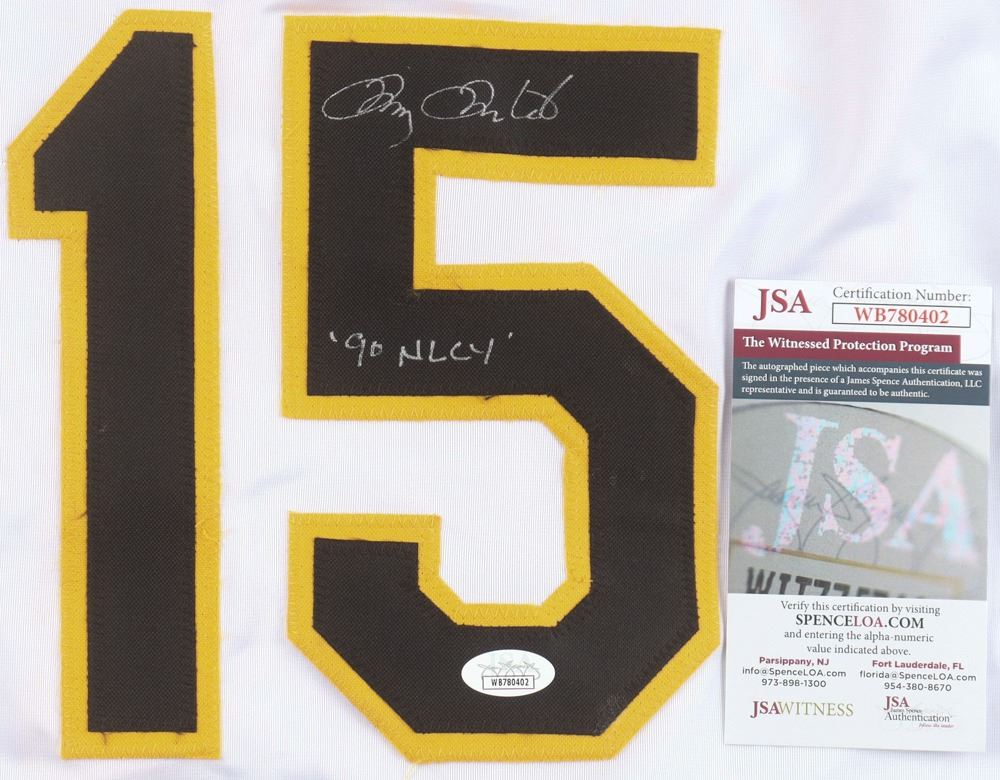 15
'90 NLCY'
WB780402
JSA
Certification Number:
WB780402
The Witnessed Protection Program
The autographed piece which accompanies this certificate was
signed in the presence of a James Spence Authentication, LLC
representative and is guaranteed to be authentic.
JSA
Verify this certification by visiting
SPENCELOA.COM
and entering the alpha-numeric
value indicated above.
Parsippany, NJ
info@SpenceLOA.com
973-898-1300
Fort Lauderdale, FL
florida@SpenceLOA.com
954-380-8670
JSAWITNESS
JSA
James Spence
Authentication